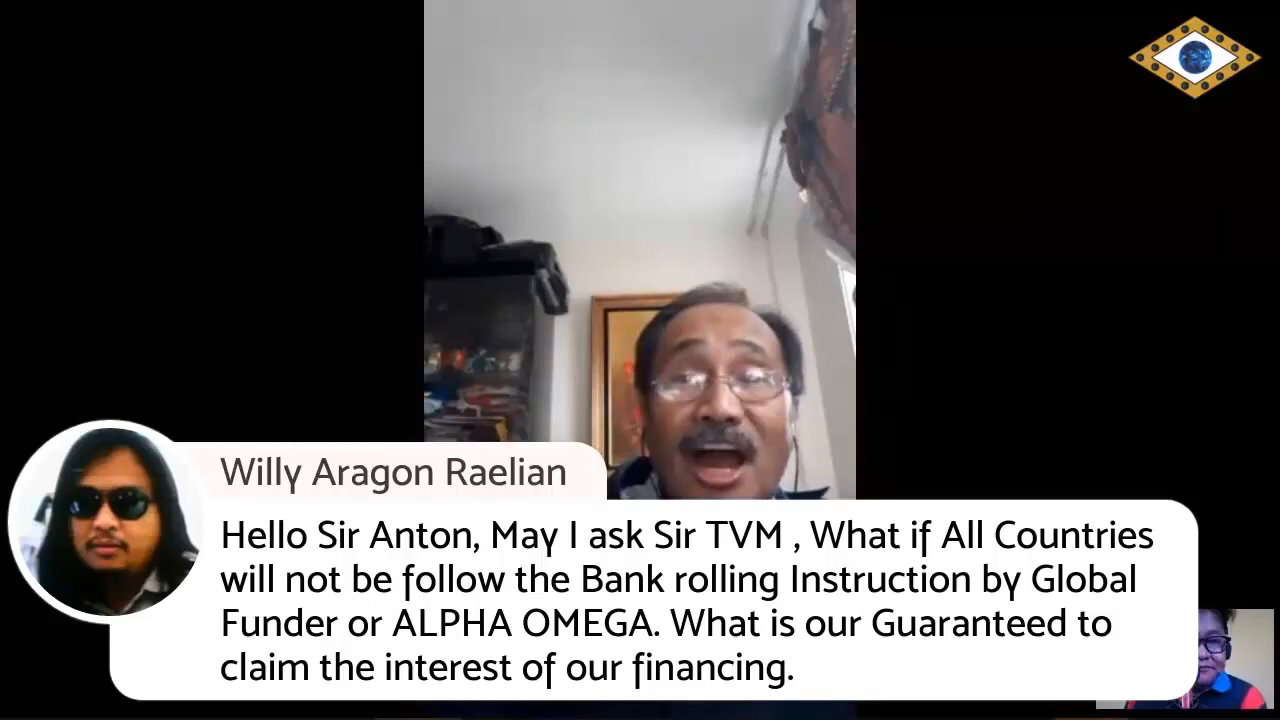 Willy Aragon Raelian
Hello Sir Anton, May I ask Sir TVM , What if All Countries
will not be follow the Bank rolling Instruction by Global
Funder or ALPHA OMEGA. What is our Guaranteed to
claim the interest of our financing.